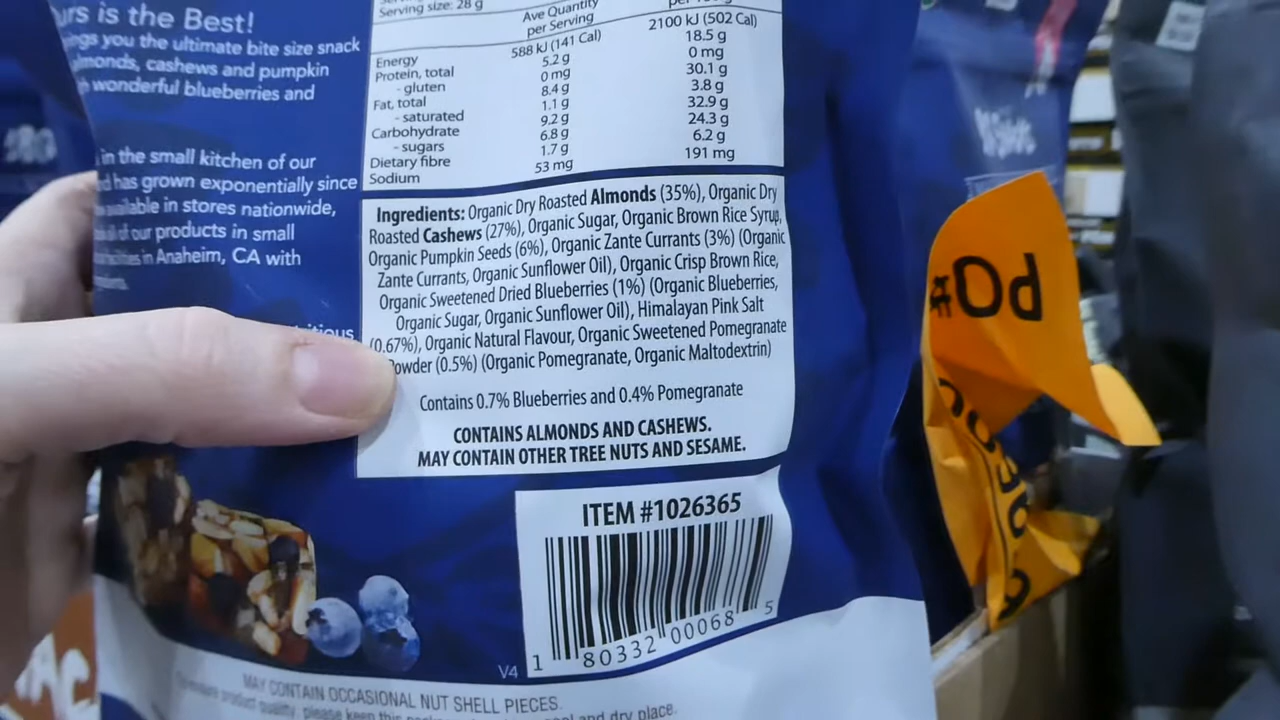 urs is the Best!
ngs you the ultimate bite size snack
almonds, cashews and pumpkin
wonderful blueberries and
in the small kitchen of our
has grown exponentially since
available in stores nationwide,
of our products in small
in Anaheim, CA with
Serving size: 28 g
Ave Quantity
per Serving
Energy 588 kJ (141 Cal) 2100 kJ (502 Cal)
Protein, total 5.2 g 18.5 g
- gluten 0 mg 0 mg
Fat, total 8.4 g 30.1 g
- saturated 1.1 g 3.8 g
Carbohydrate 9.2 g 32.9 g
- sugars 6.8 g 24.3 g
Dietary fibre 1.7 g 6.2 g
Sodium 53 mg 191 mg
Ingredients: Organic Dry Roasted Almonds (35%), Organic Dry
Roasted Cashews (27%), Organic Sugar, Organic Brown Rice Syrup,
Organic Pumpkin Seeds (6%), Organic Zante Currants (3%) (Organic
Zante Currants, Organic Sunflower Oil), Organic Crisp Brown Rice,
Organic Sweetened Dried Blueberries (1%) (Organic Blueberries,
Organic Sugar, Organic Sunflower Oil), Himalayan Pink Salt
(0.67%), Organic Natural Flavour, Organic Sweetened Pomegranate
Powder (0.5%) (Organic Pomegranate, Organic Maltodextrin)
Contains 0.7% Blueberries and 0.4% Pomegranate
CONTAINS ALMONDS AND CASHEWS.
MAY CONTAIN OTHER TREE NUTS AND SESAME.
ITEM #1026365
1 80332 00068 5
V4
MAY CONTAIN OCCASIONAL NUT SHELL PIECES.
product quality, please keep this and dry place.
PO#